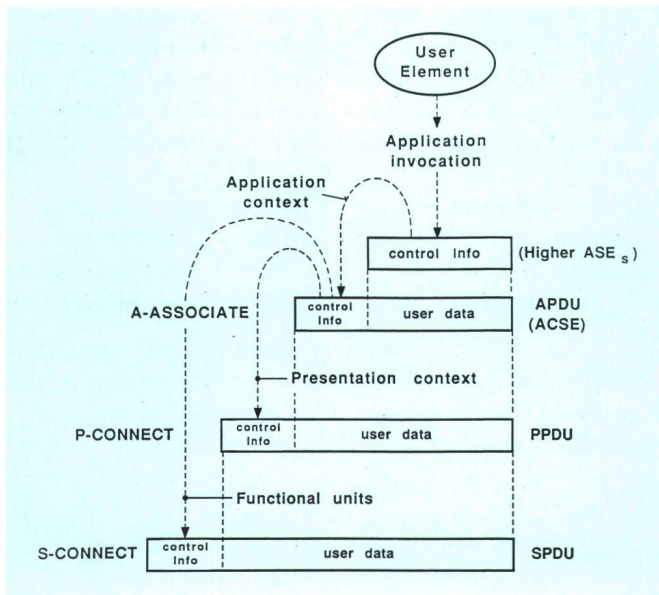 User
Element
Application
invocation
Application
context
control Info
(Higher ASEs)
A-ASSOCIATE
control
Info
user data
APDU
(ACSE)
Presentation context
P-CONNECT
control
Info
user data
PPDU
Functional units
S-CONNECT
control
Info
user data
SPDU